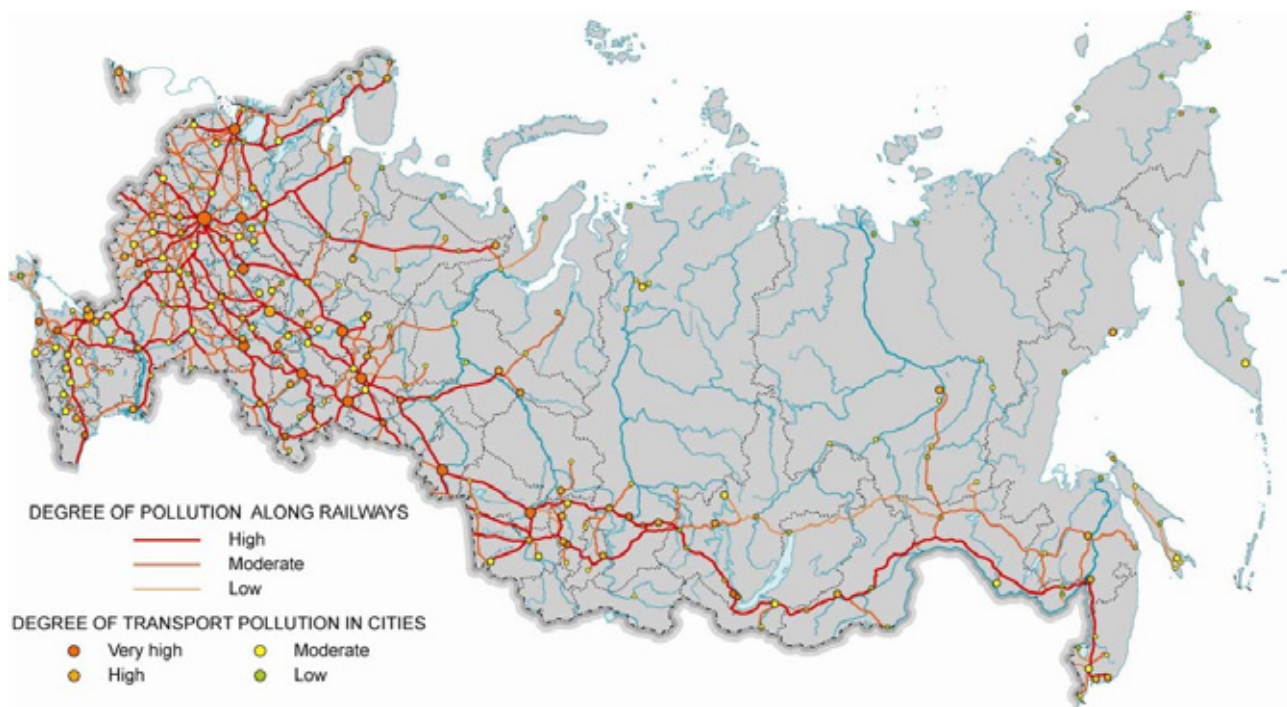 DEGREE OF POLLUTION ALONG RAILWAYS
High
Moderate
Low
DEGREE OF TRANSPORT POLLUTION IN CITIES
Very high
Moderate
High
Low